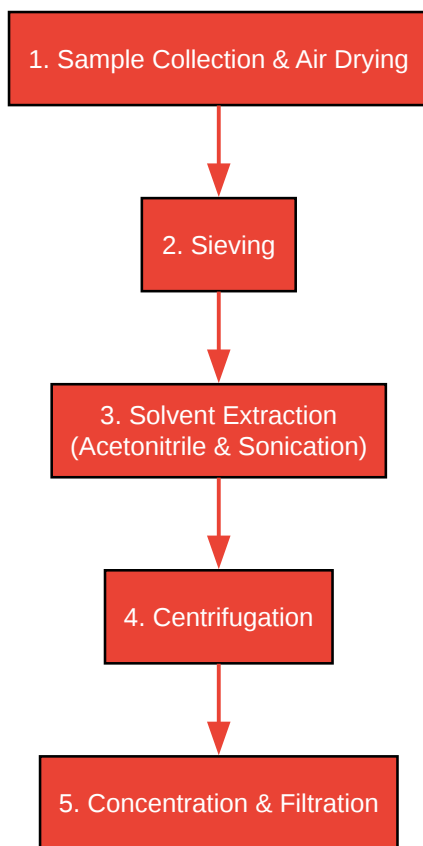 1. Sample Collection & Air Drying
2. Sieving
3. Solvent Extraction
(Acetonitrile & Sonication)
4. Centrifugation
5. Concentration & Filtration